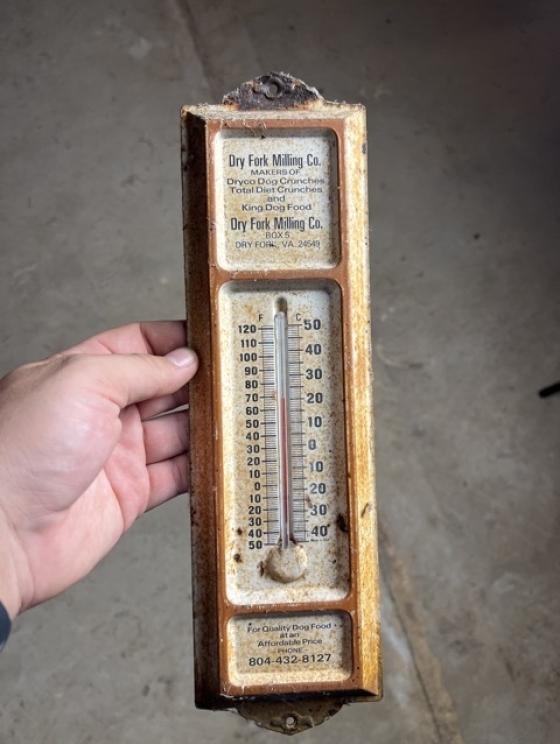 Dry Fork Milling Co.
MAKERS OF
Dryco Dog Crunches
Total Diet Crunches
and
King Dog Food
Dry Fork Milling Co.
BOX 5
DRY FORK, VA. 24549
F C
120 50
110
100 40
90
80 30
70
60 20
50 10
40
30 0
20
10 10
0
10 20
20
30 30
40 40
50
For Quality Dog Food
at an
Affordable Price
PHONE
804-432-8127